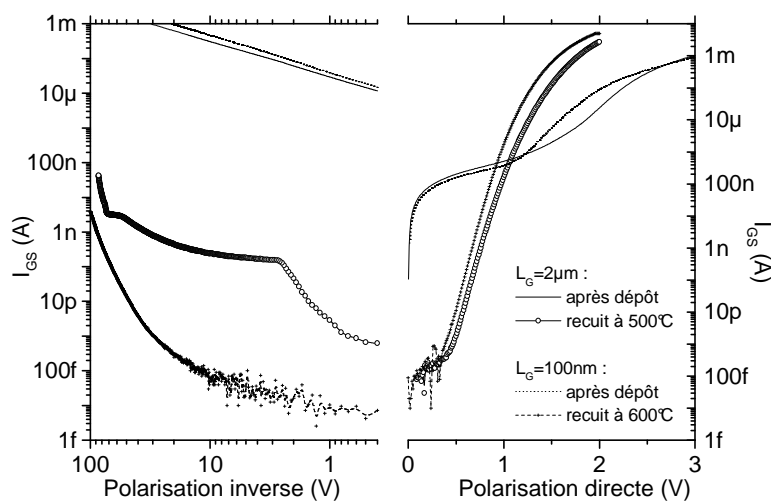 1m
10µ
100n
1n
10p
100f
1f
I_GS (A)
100
10
1
Polarisation inverse (V)
1m
10µ
100n
1n
10p
100f
1f
I_GS (A)
L_G=2µm :
après dépôt
recuit à 500°C
L_G=100nm :
après dépôt
recuit à 600°C
0
1
2
3
Polarisation directe (V)